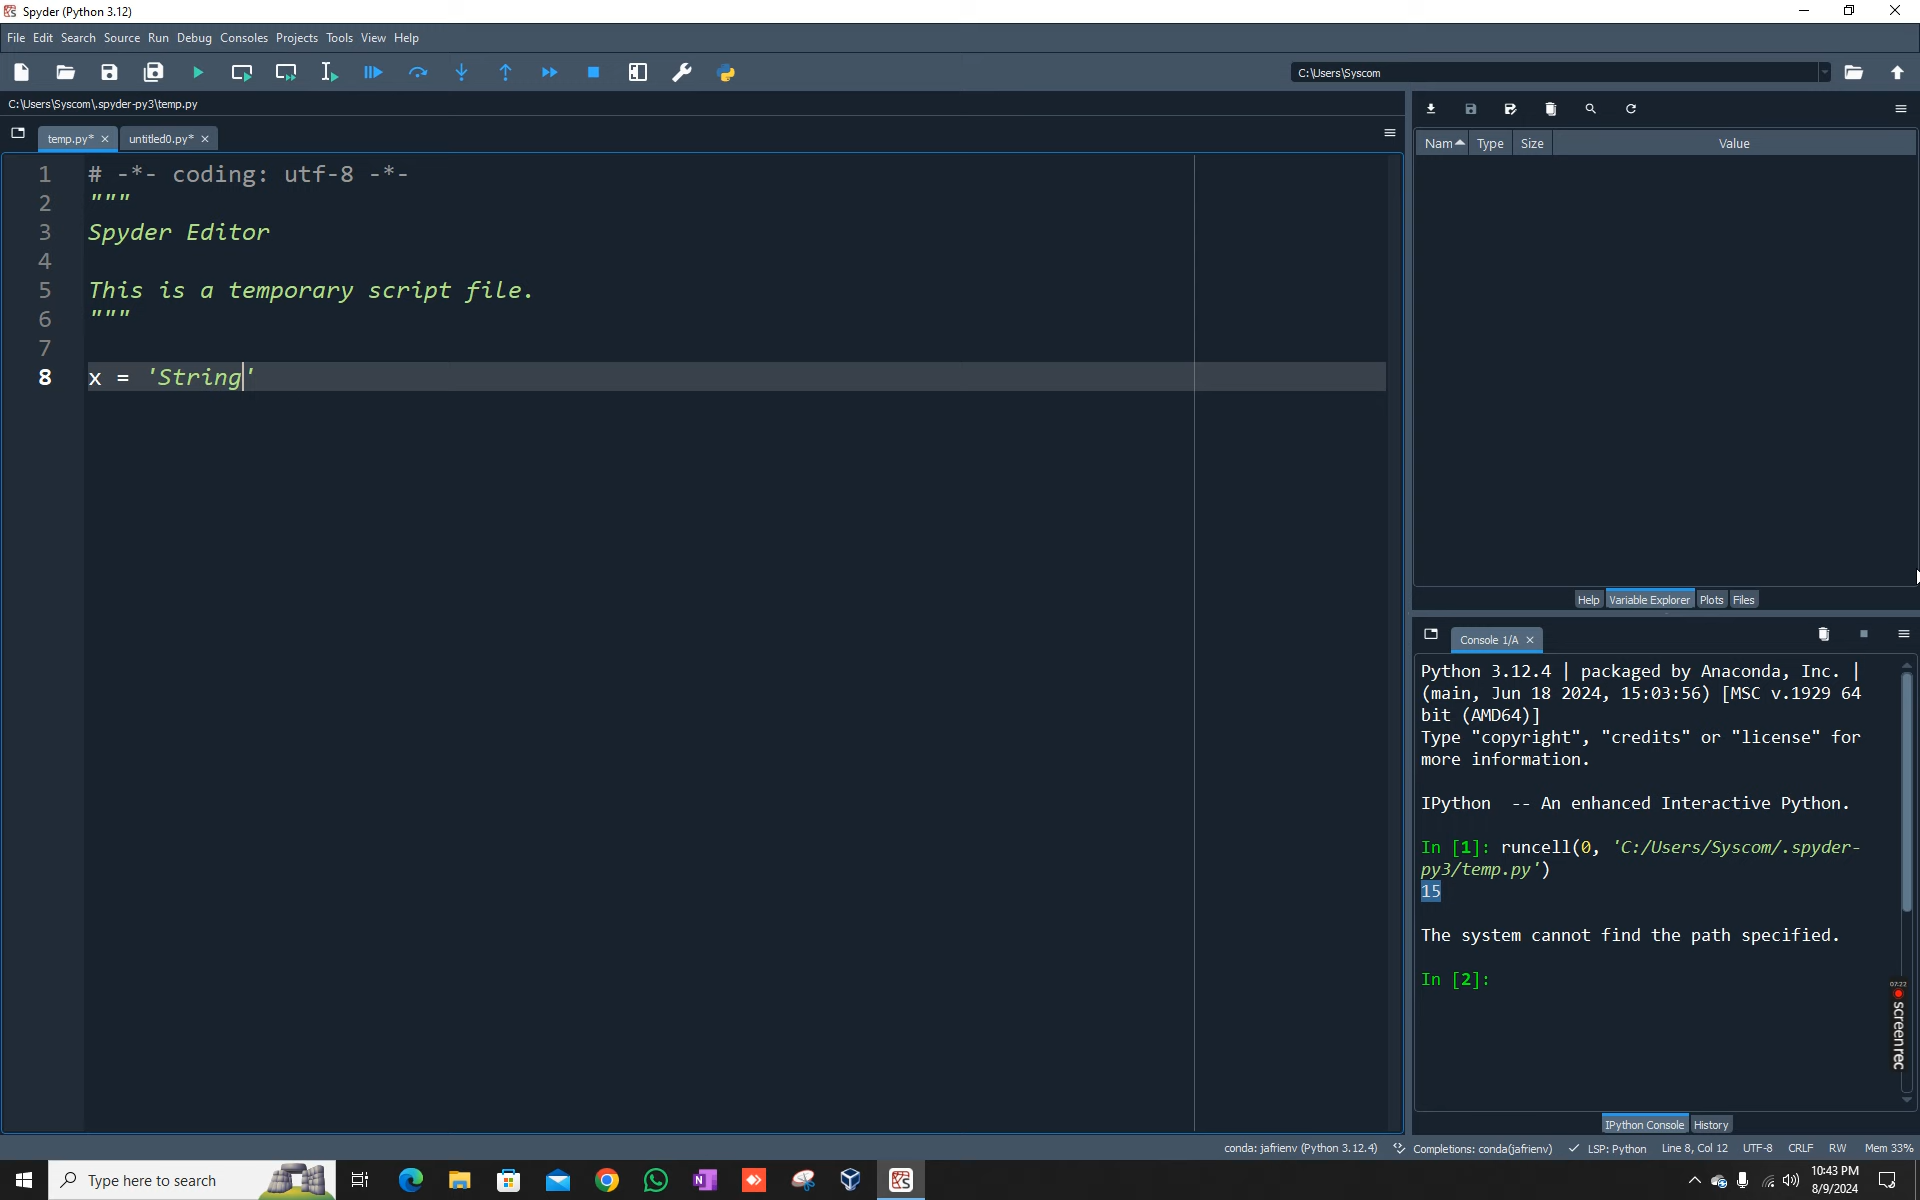 Spyder (Python 3.12)
File Edit Search Source Run Debug Consoles Projects Tools View Help
C:\Users\Syscom
C:\Users\Syscom\.spyder-py3\temp.py
temp.py* untitled0.py*
Nam Type Size Value
1 # -*- coding: utf-8 -*-
2 """
3 Spyder Editor
4
5 This is a temporary script file.
6 """
7
8 x = 'String'
Help Variable Explorer Plots Files
Console 1/A
Python 3.12.4 | packaged by Anaconda, Inc. |
(main, Jun 18 2024, 15:03:56) [MSC v.1929 64
bit (AMD64)]
Type "copyright", "credits" or "license" for
more information.
IPython -- An enhanced Interactive Python.
In [1]: runcell(0, 'C:/Users/Syscom/.spyder-
py3/temp.py')
15
The system cannot find the path specified.
In [2]:
07:22
screenrec
IPython Console History
conda: jafrienv (Python 3.12.4) Completions: conda(jafrienv) LSP: Python Line 8, Col 12 UTF-8 CRLF RW Mem 33%
Type here to search
10:43 PM
8/9/2024